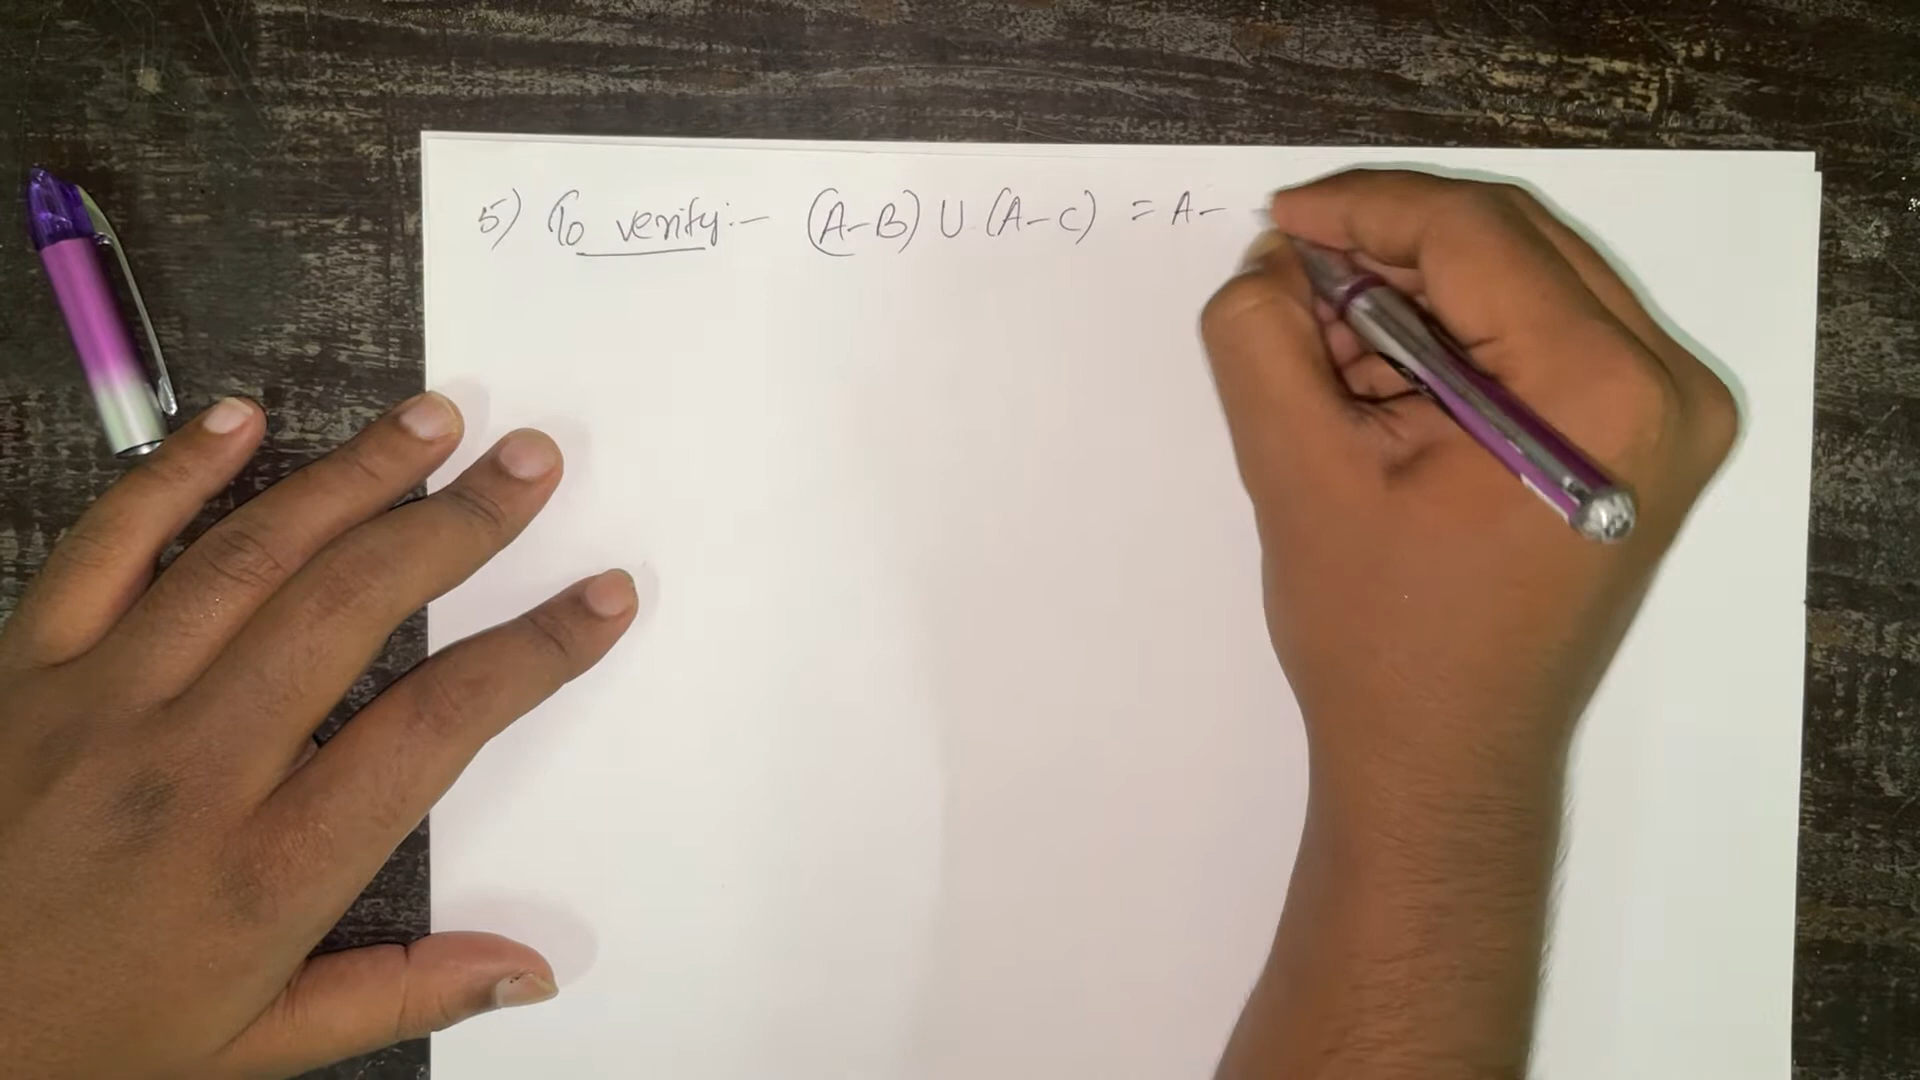 5) To verify:- (A-B) U (A-C) = A-